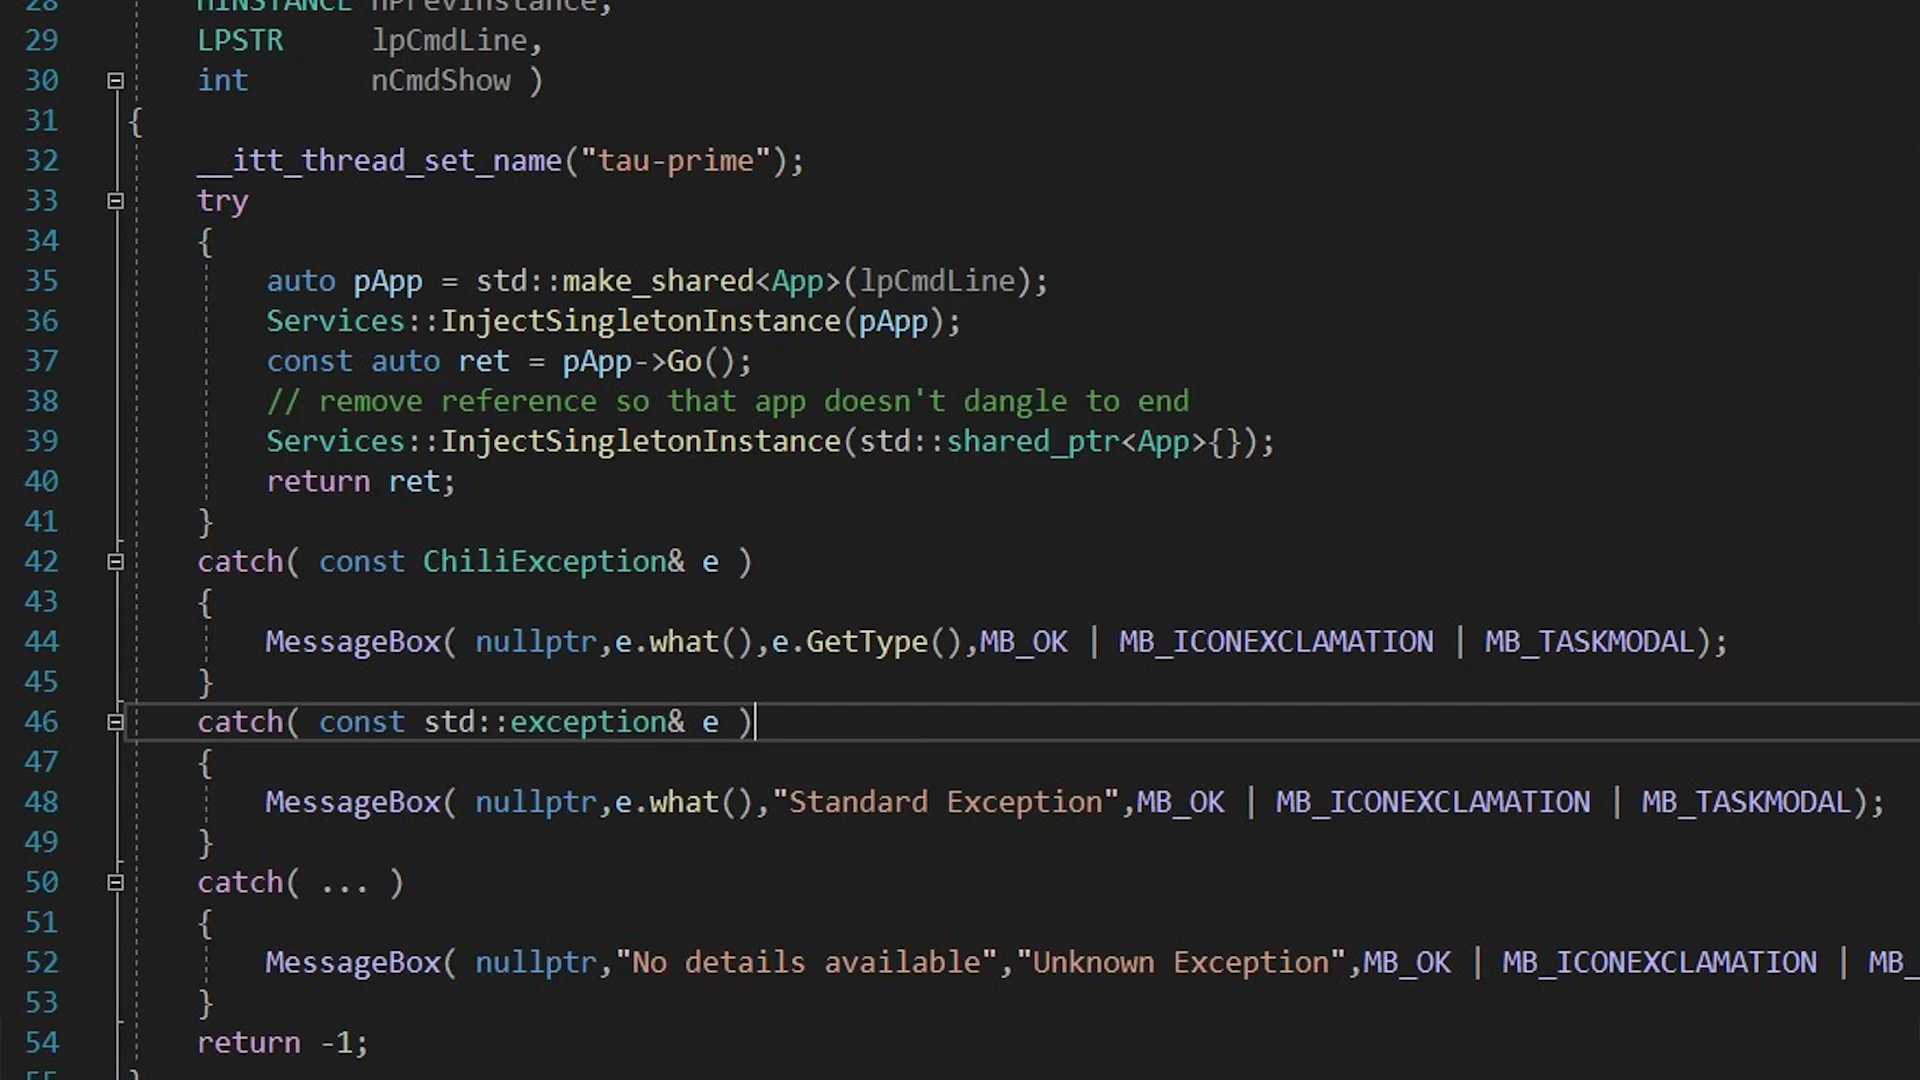 28 HINSTANCE hPrevInstance,
29 LPSTR lpCmdLine,
30 int nCmdShow )
31 {
32 __itt_thread_set_name("tau-prime");
33 try
34 {
35 auto pApp = std::make_shared<App>(lpCmdLine);
36 Services::InjectSingletonInstance(pApp);
37 const auto ret = pApp->Go();
38 // remove reference so that app doesn't dangle to end
39 Services::InjectSingletonInstance(std::shared_ptr<App>{});
40 return ret;
41 }
42 catch( const ChiliException& e )
43 {
44 MessageBox( nullptr,e.what(),e.GetType(),MB_OK | MB_ICONEXCLAMATION | MB_TASKMODAL);
45 }
46 catch( const std::exception& e )
47 {
48 MessageBox( nullptr,e.what(),"Standard Exception",MB_OK | MB_ICONEXCLAMATION | MB_TASKMODAL);
49 }
50 catch( ... )
51 {
52 MessageBox( nullptr,"No details available","Unknown Exception",MB_OK | MB_ICONEXCLAMATION | MB_
53 }
54 return -1;
55 }